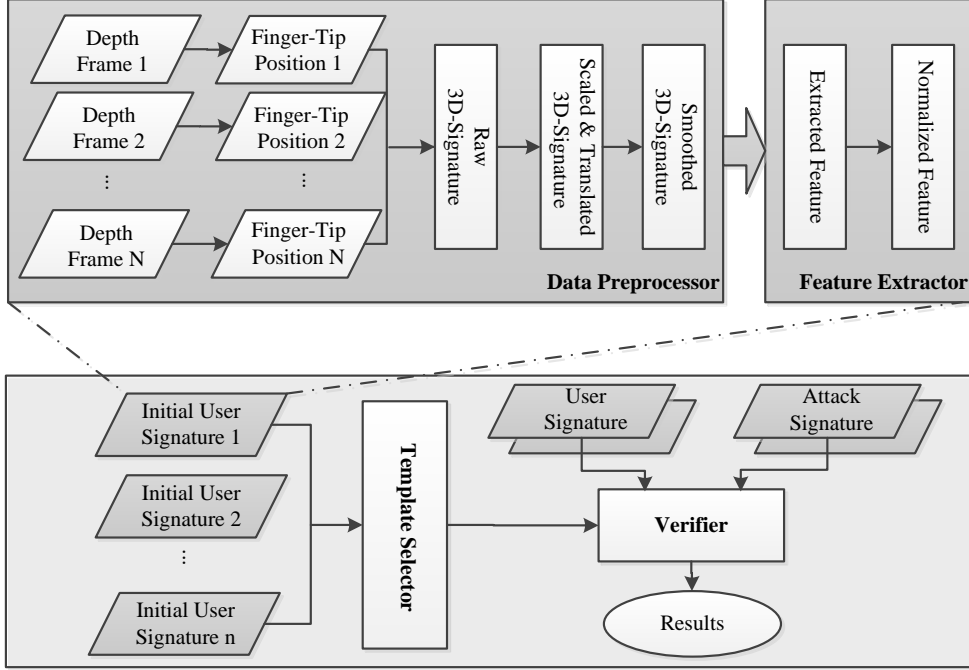 Depth
Frame 1
Finger-Tip
Position 1
Depth
Frame 2
Finger-Tip
Position 2
...
...
Depth
Frame N
Finger-Tip
Position N
Raw
3D-Signature
Scaled & Translated
3D-Signature
Smoothed
3D-Signature
Data Preprocessor
Extracted Feature
Normalized Feature
Feature Extractor
Initial User
Signature 1
Initial User
Signature 2
...
Initial User
Signature n
Template Selector
User
Signature
Attack
Signature
Verifier
Results